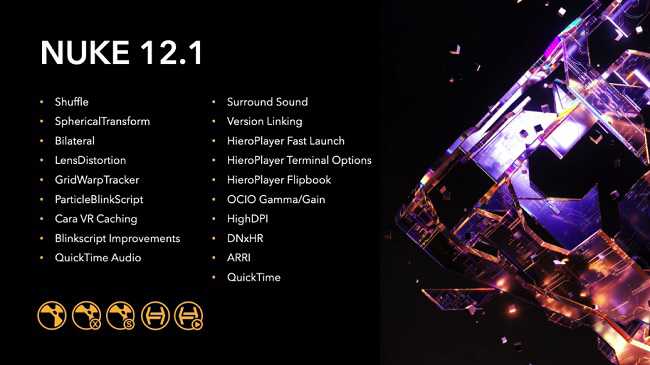 NUKE 12.1
• Shuffle
• SphericalTransform
• Bilateral
• LensDistortion
• GridWarpTracker
• ParticleBlinkScript
• Cara VR Caching
• Blinkscript Improvements
• QuickTime Audio
• Surround Sound
• Version Linking
• HieroPlayer Fast Launch
• HieroPlayer Terminal Options
• HieroPlayer Flipbook
• OCIO Gamma/Gain
• HighDPI
• DNxHR
• ARRI
• QuickTime
X
S